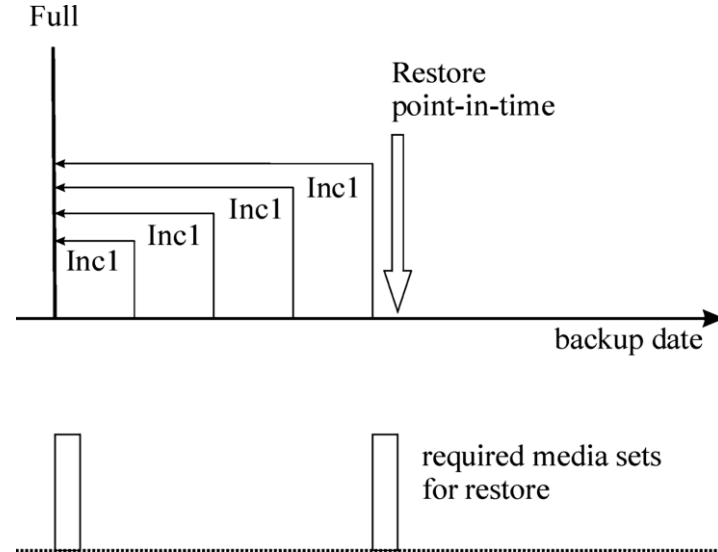 Full
Restore
point-in-time
Inc1
Inc1
Inc1
Inc1
backup date
required media sets
for restore